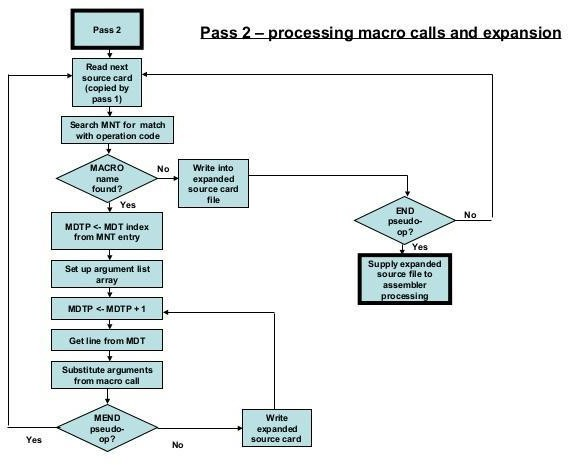 Pass 2 – processing macro calls and expansion
Pass 2
Read next
source card
(copied by
pass 1)
Search MNT for match
with operation code
MACRO
name
found?
No
Write into
expanded
source card
file
Yes
END
pseudo-
op?
No
Yes
Supply expanded
source file to
assembler
processing
MDTP <- MDT index
from MNT entry
Set up argument list
array
MDTP <- MDTP + 1
Get line from MDT
Substitute arguments
from macro call
MEND
pseudo-
op?
Yes
No
Write
expanded
source card